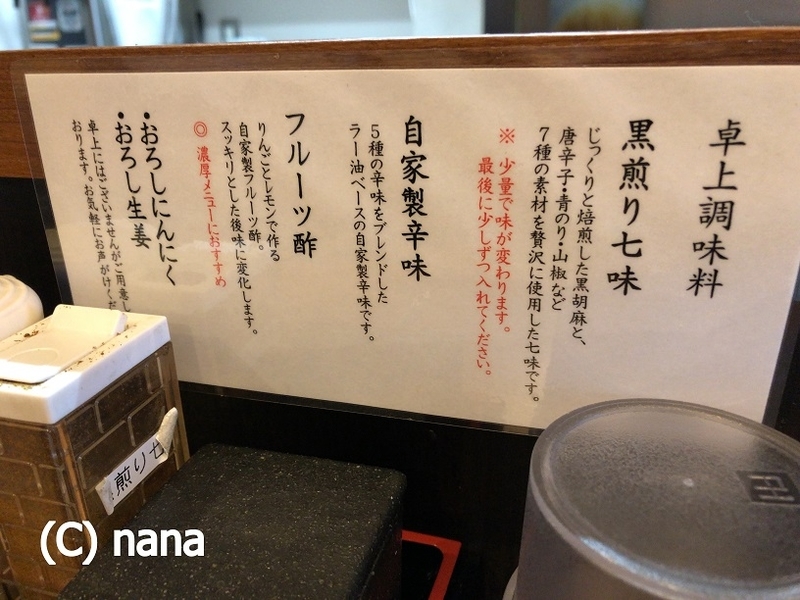 卓上調味料
黒煎り七味
じっくりと焙煎した黒胡麻と、
唐辛子・青のり・山椒など
7種の素材を贅沢に使用した七味です。
※ 少量で味が変わります。
最後に少しずつ入れてください。
自家製辛味
5種の辛味をブレンドした
ラー油ベースの自家製辛味です。
フルーツ酢
りんごとレモンで作る
自家製フルーツ酢。
スッキリとした後味に変化します。
◎ 濃厚メニューにおすすめ
・おろしにんにく
・おろし生姜
卓上にはございませんがご用意し
おります。お気軽にお声がけくだ
煎り七
(C) nana